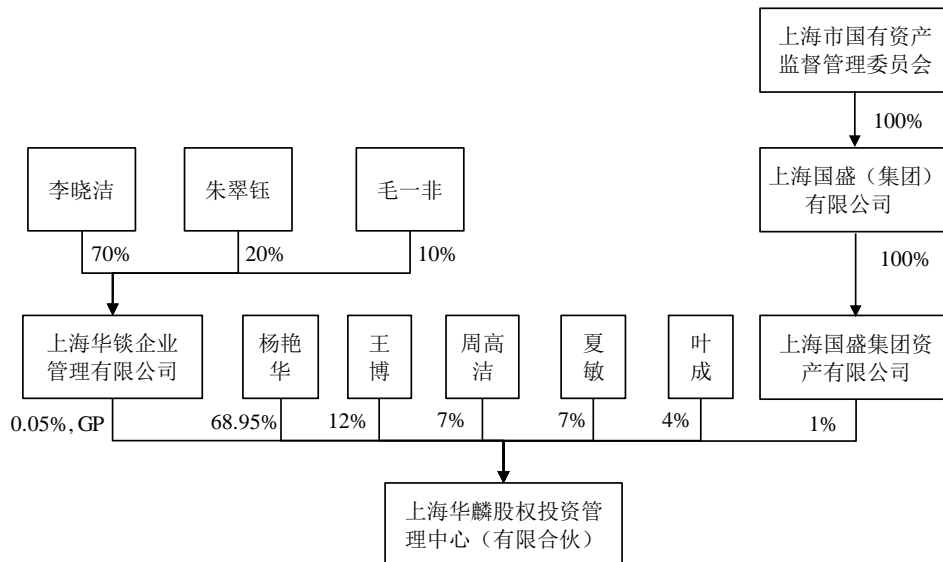 上海市国有资产
监督管理委员会
100%
李晓洁
朱翠钰
毛一非
上海国盛（集团）
有限公司
70%
20%
10%
100%
上海华锬企业
管理有限公司
杨艳
华
王
博
周高
洁
夏
敏
叶
成
上海国盛集团资
产有限公司
0.05%, GP
68.95%
12%
7%
7%
4%
1%
上海华麟股权投资管
理中心（有限合伙）